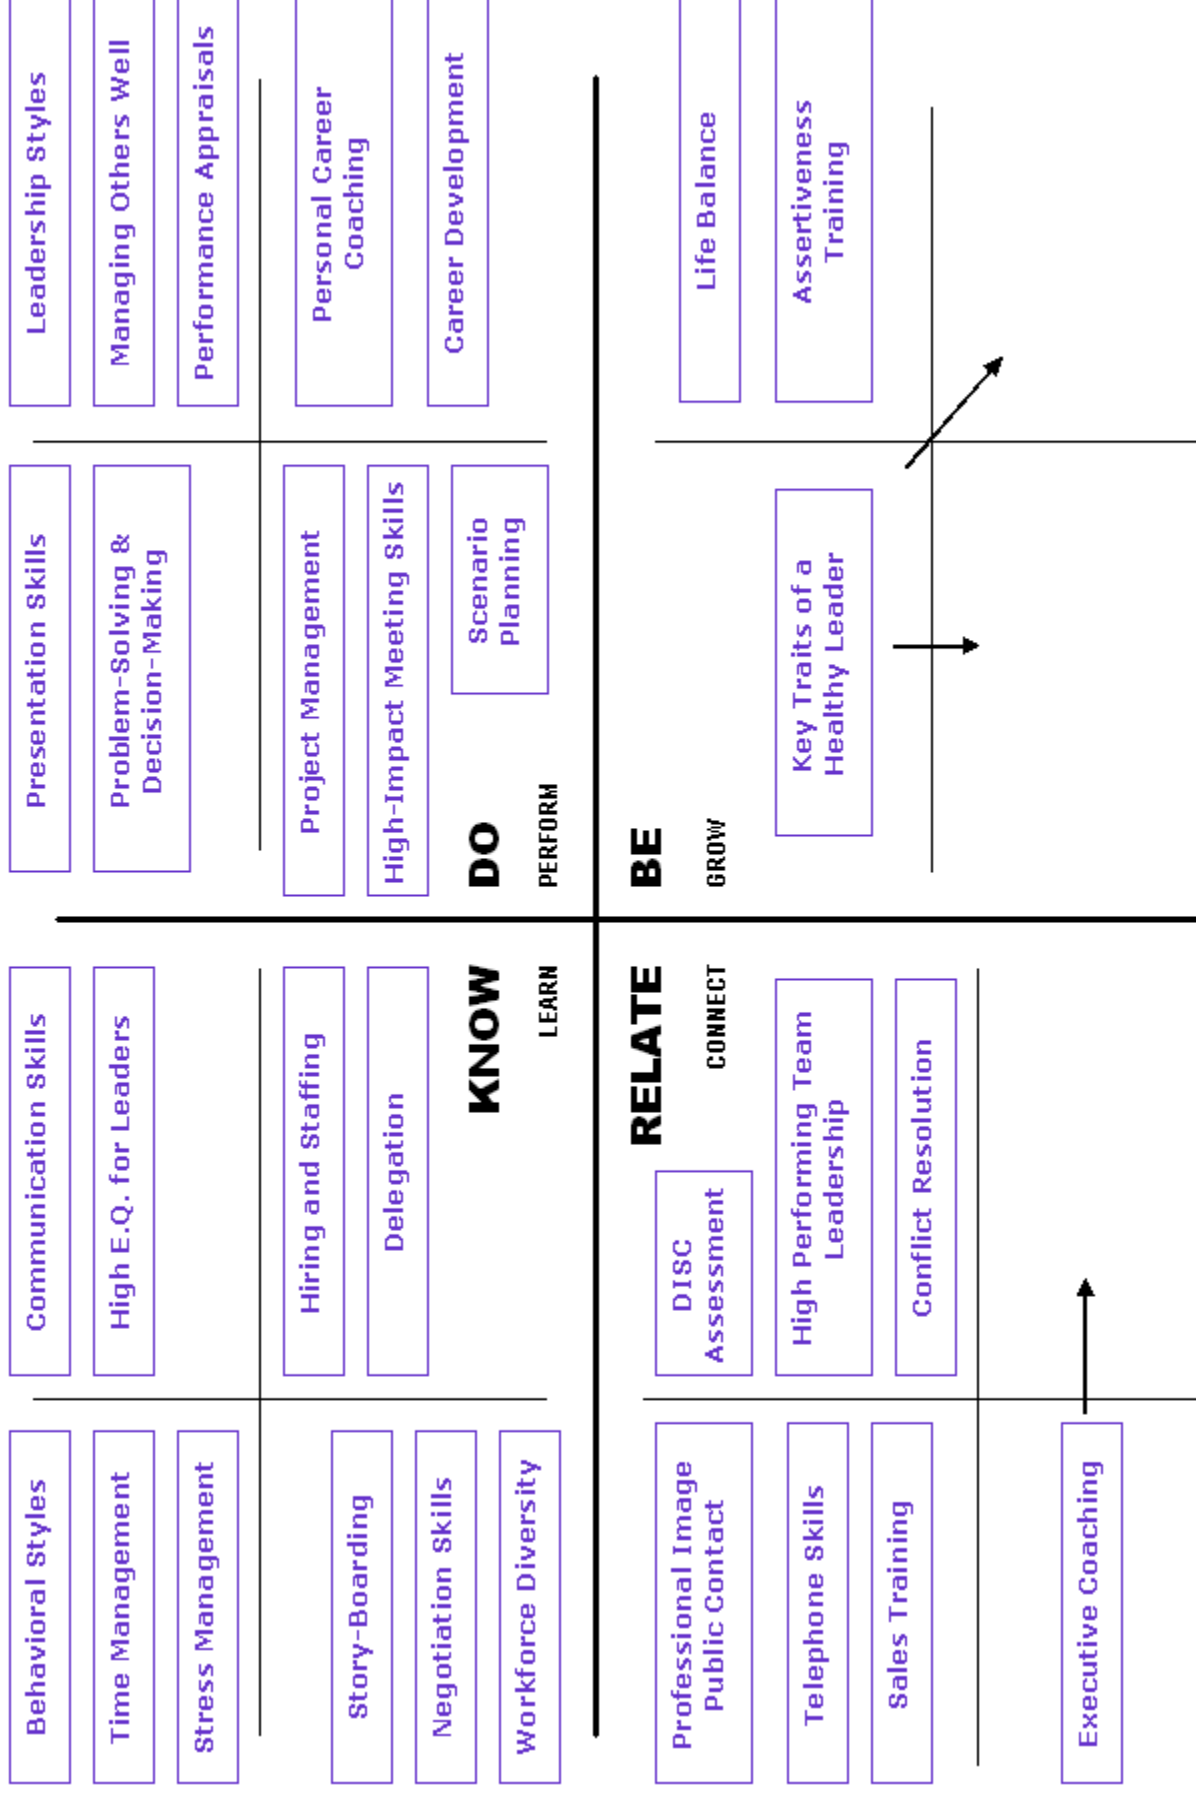 Behavioral Styles
Time Management
Stress Management
Communication Skills
High E.Q. for Leaders
Story-Boarding
Negotiation Skills
Workforce Diversity
Hiring and Staffing
Delegation
KNOW
LEARN
Presentation Skills
Problem-Solving &
Decision-Making
Leadership Styles
Managing Others Well
Performance Appraisals
Project Management
High-Impact Meeting Skills
Scenario
Planning
Personal Career
Coaching
Career Development
DO
PERFORM
RELATE
CONNECT
Professional Image
Public Contact
Telephone Skills
Sales Training
DISC
Assessment
High Performing Team
Leadership
Conflict Resolution
Executive Coaching
BE
GROW
Key Traits of a
Healthy Leader
Life Balance
Assertiveness
Training